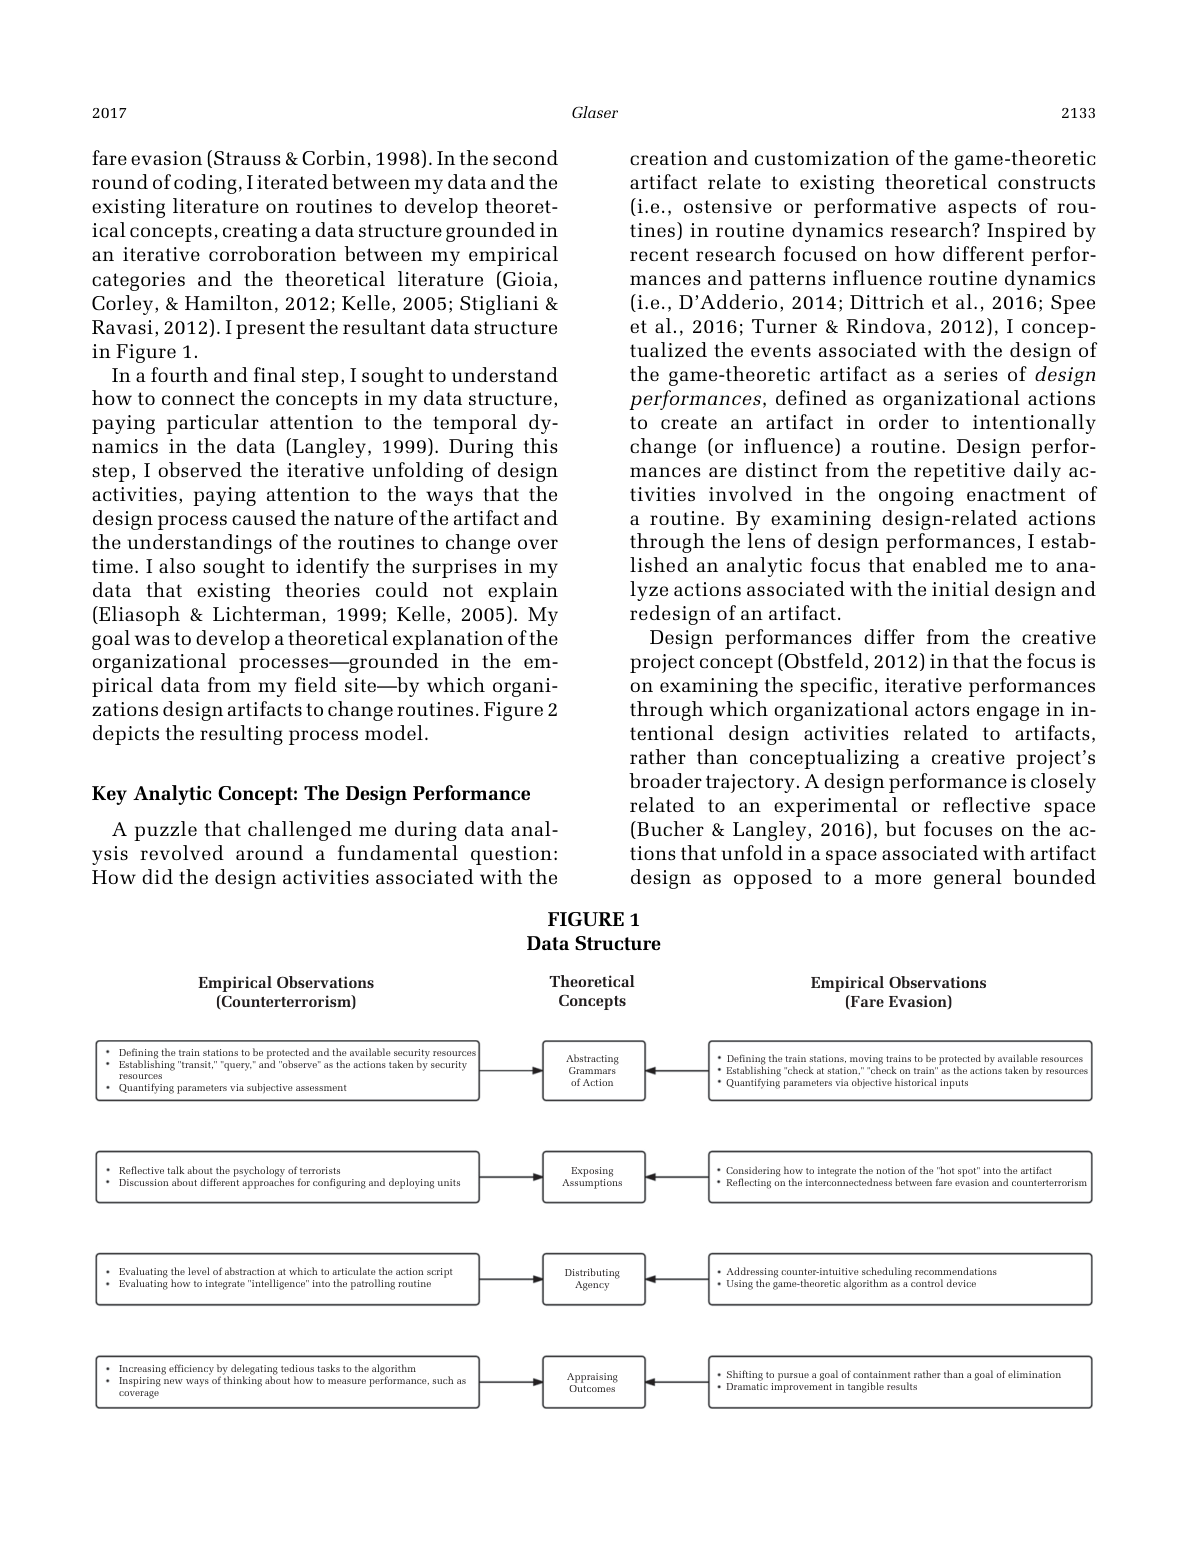 2017
Glaser
2133
fare evasion (Strauss & Corbin, 1998). In the second
round of coding, I iterated between my data and the
existing literature on routines to develop theoret-
ical concepts, creating a data structure grounded in
an iterative corroboration between my empirical
categories and the theoretical literature (Gioia,
Corley, & Hamilton, 2012; Kelle, 2005; Stigliani &
Ravasi, 2012). I present the resultant data structure
in Figure 1.
In a fourth and final step, I sought to understand
how to connect the concepts in my data structure,
paying particular attention to the temporal dy-
namics in the data (Langley, 1999). During this
step, I observed the iterative unfolding of design
activities, paying attention to the ways that the
design process caused the nature of the artifact and
the understandings of the routines to change over
time. I also sought to identify the surprises in my
data that existing theories could not explain
(Eliasoph & Lichterman, 1999; Kelle, 2005). My
goal was to develop a theoretical explanation of the
organizational processes—grounded in the em-
pirical data from my field site—by which organi-
zations design artifacts to change routines. Figure 2
depicts the resulting process model.
Key Analytic Concept: The Design Performance
A puzzle that challenged me during data anal-
ysis revolved around a fundamental question:
How did the design activities associated with the
creation and customization of the game-theoretic
artifact relate to existing theoretical constructs
(i.e., ostensive or performative aspects of rou-
tines) in routine dynamics research? Inspired by
recent research focused on how different perfor-
mances and patterns influence routine dynamics
(i.e., D'Adderio, 2014; Dittrich et al., 2016; Spee
et al., 2016; Turner & Rindova, 2012), I concep-
tualized the events associated with the design of
the game-theoretic artifact as a series of design
performances, defined as organizational actions
to create an artifact in order to intentionally
change (or influence) a routine. Design perfor-
mances are distinct from the repetitive daily ac-
tivities involved in the ongoing enactment of
a routine. By examining design-related actions
through the lens of design performances, I estab-
lished an analytic focus that enabled me to ana-
lyze actions associated with the initial design and
redesign of an artifact.
Design performances differ from the creative
project concept (Obstfeld, 2012) in that the focus is
on examining the specific, iterative performances
through which organizational actors engage in in-
tentional design activities related to artifacts,
rather than conceptualizing a creative project's
broader trajectory. A design performance is closely
related to an experimental or reflective space
(Bucher & Langley, 2016), but focuses on the ac-
tions that unfold in a space associated with artifact
design as opposed to a more general bounded
FIGURE 1
Data Structure
Empirical Observations
(Counterterrorism)
Theoretical
Concepts
Empirical Observations
(Fare Evasion)
• Defining the train stations to be protected and the available security resources
• Establishing "transit," "query," and "observe" as the actions taken by security
resources
• Quantifying parameters via subjective assessment
Abstracting
Grammars
of Action
• Defining the train stations, moving trains to be protected by available resources
• Establishing "check at station," "check on train" as the actions taken by resources
• Quantifying parameters via objective historical inputs
• Reflective talk about the psychology of terrorists
• Discussion about different approaches for configuring and deploying units
Exposing
Assumptions
• Considering how to integrate the notion of the "hot spot" into the artifact
• Reflecting on the interconnectedness between fare evasion and counterterrorism
• Evaluating the level of abstraction at which to articulate the action script
• Evaluating how to integrate "intelligence" into the patrolling routine
Distributing
Agency
• Addressing counter-intuitive scheduling recommendations
• Using the game-theoretic algorithm as a control device
• Increasing efficiency by delegating tedious tasks to the algorithm
• Inspiring new ways of thinking about how to measure performance, such as
coverage
Appraising
Outcomes
• Shifting to pursue a goal of containment rather than a goal of elimination
• Dramatic improvement in tangible results